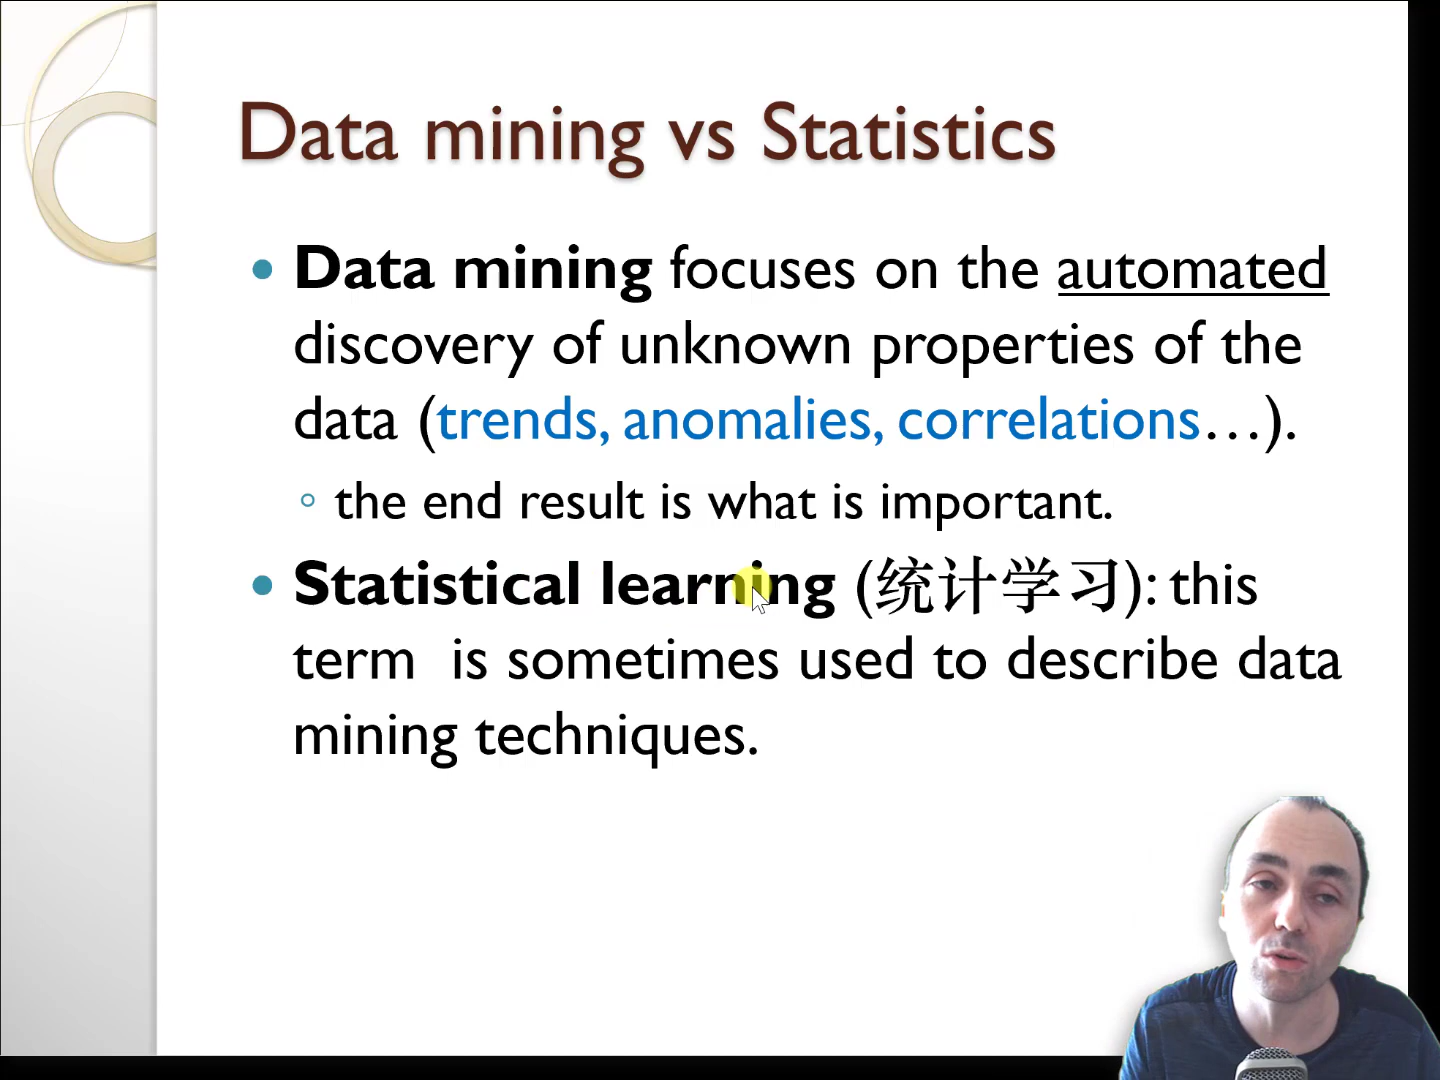 Data mining vs Statistics
• Data mining focuses on the automated
discovery of unknown properties of the
data (trends, anomalies, correlations…).
◦ the end result is what is important.
• Statistical learning (统计学习): this
term is sometimes used to describe data
mining techniques.